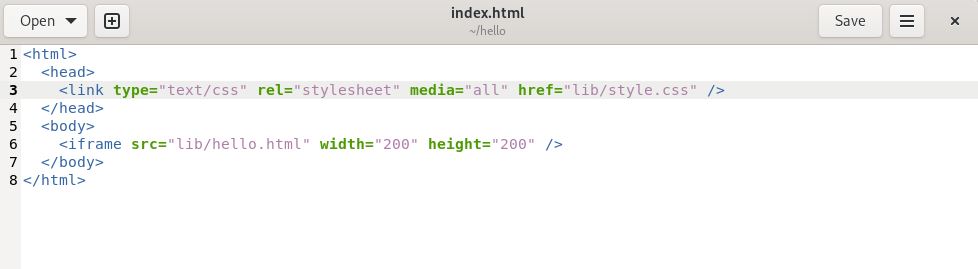 Open
index.html
~/hello
Save
1 <html>
2   <head>
3     <link type="text/css" rel="stylesheet" media="all" href="lib/style.css" />
4   </head>
5   <body>
6     <iframe src="lib/hello.html" width="200" height="200" />
7   </body>
8 </html>